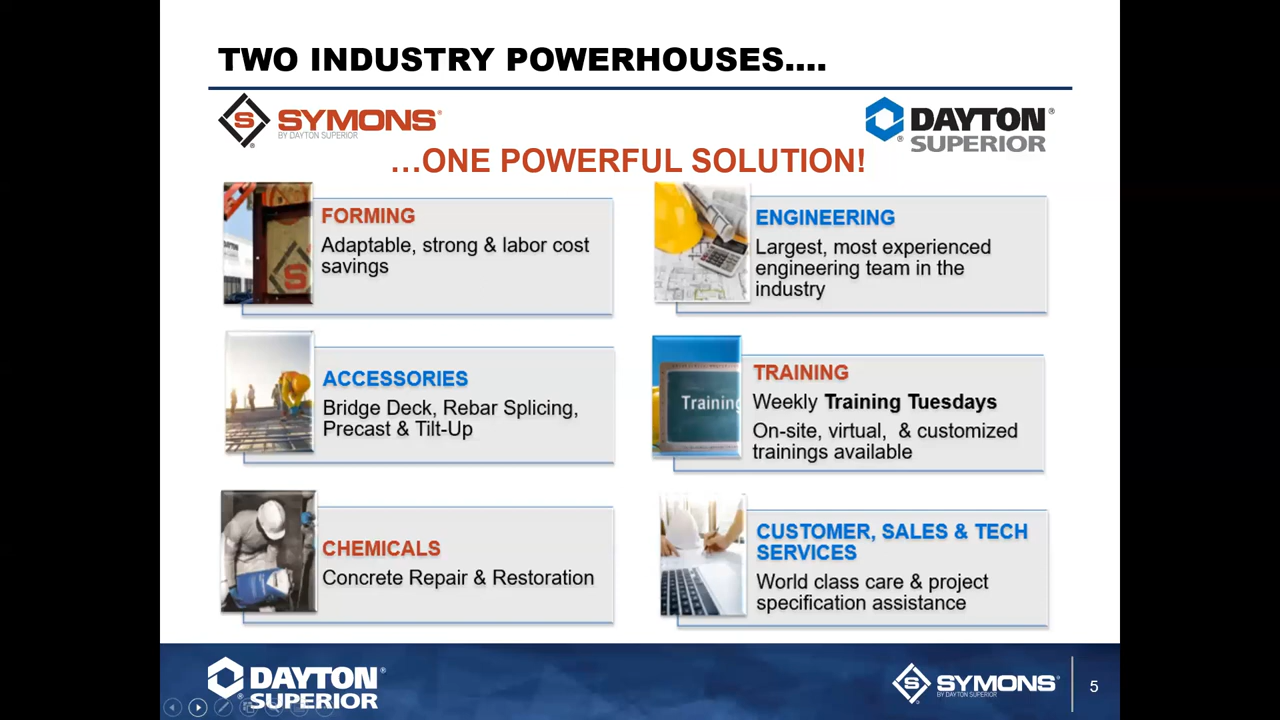 TWO INDUSTRY POWERHOUSES....
SYMONS®
BY DAYTON SUPERIOR
DAYTON®
SUPERIOR
...ONE POWERFUL SOLUTION!
FORMING
Adaptable, strong & labor cost
savings
ENGINEERING
Largest, most experienced
engineering team in the
industry
ACCESSORIES
Bridge Deck, Rebar Splicing,
Precast & Tilt-Up
Training
TRAINING
Weekly Training Tuesdays
On-site, virtual, & customized
trainings available
CHEMICALS
Concrete Repair & Restoration
CUSTOMER, SALES & TECH
SERVICES
World class care & project
specification assistance
DAYTON®
SUPERIOR
SYMONS®
BY DAYTON SUPERIOR
5